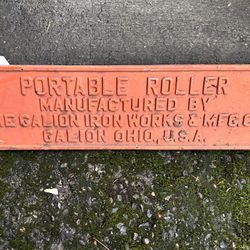 PORTABLE ROLLER
MANUFACTURED BY
GALION IRON WORKS & MFG.
GALION OHIO, U.S.A.